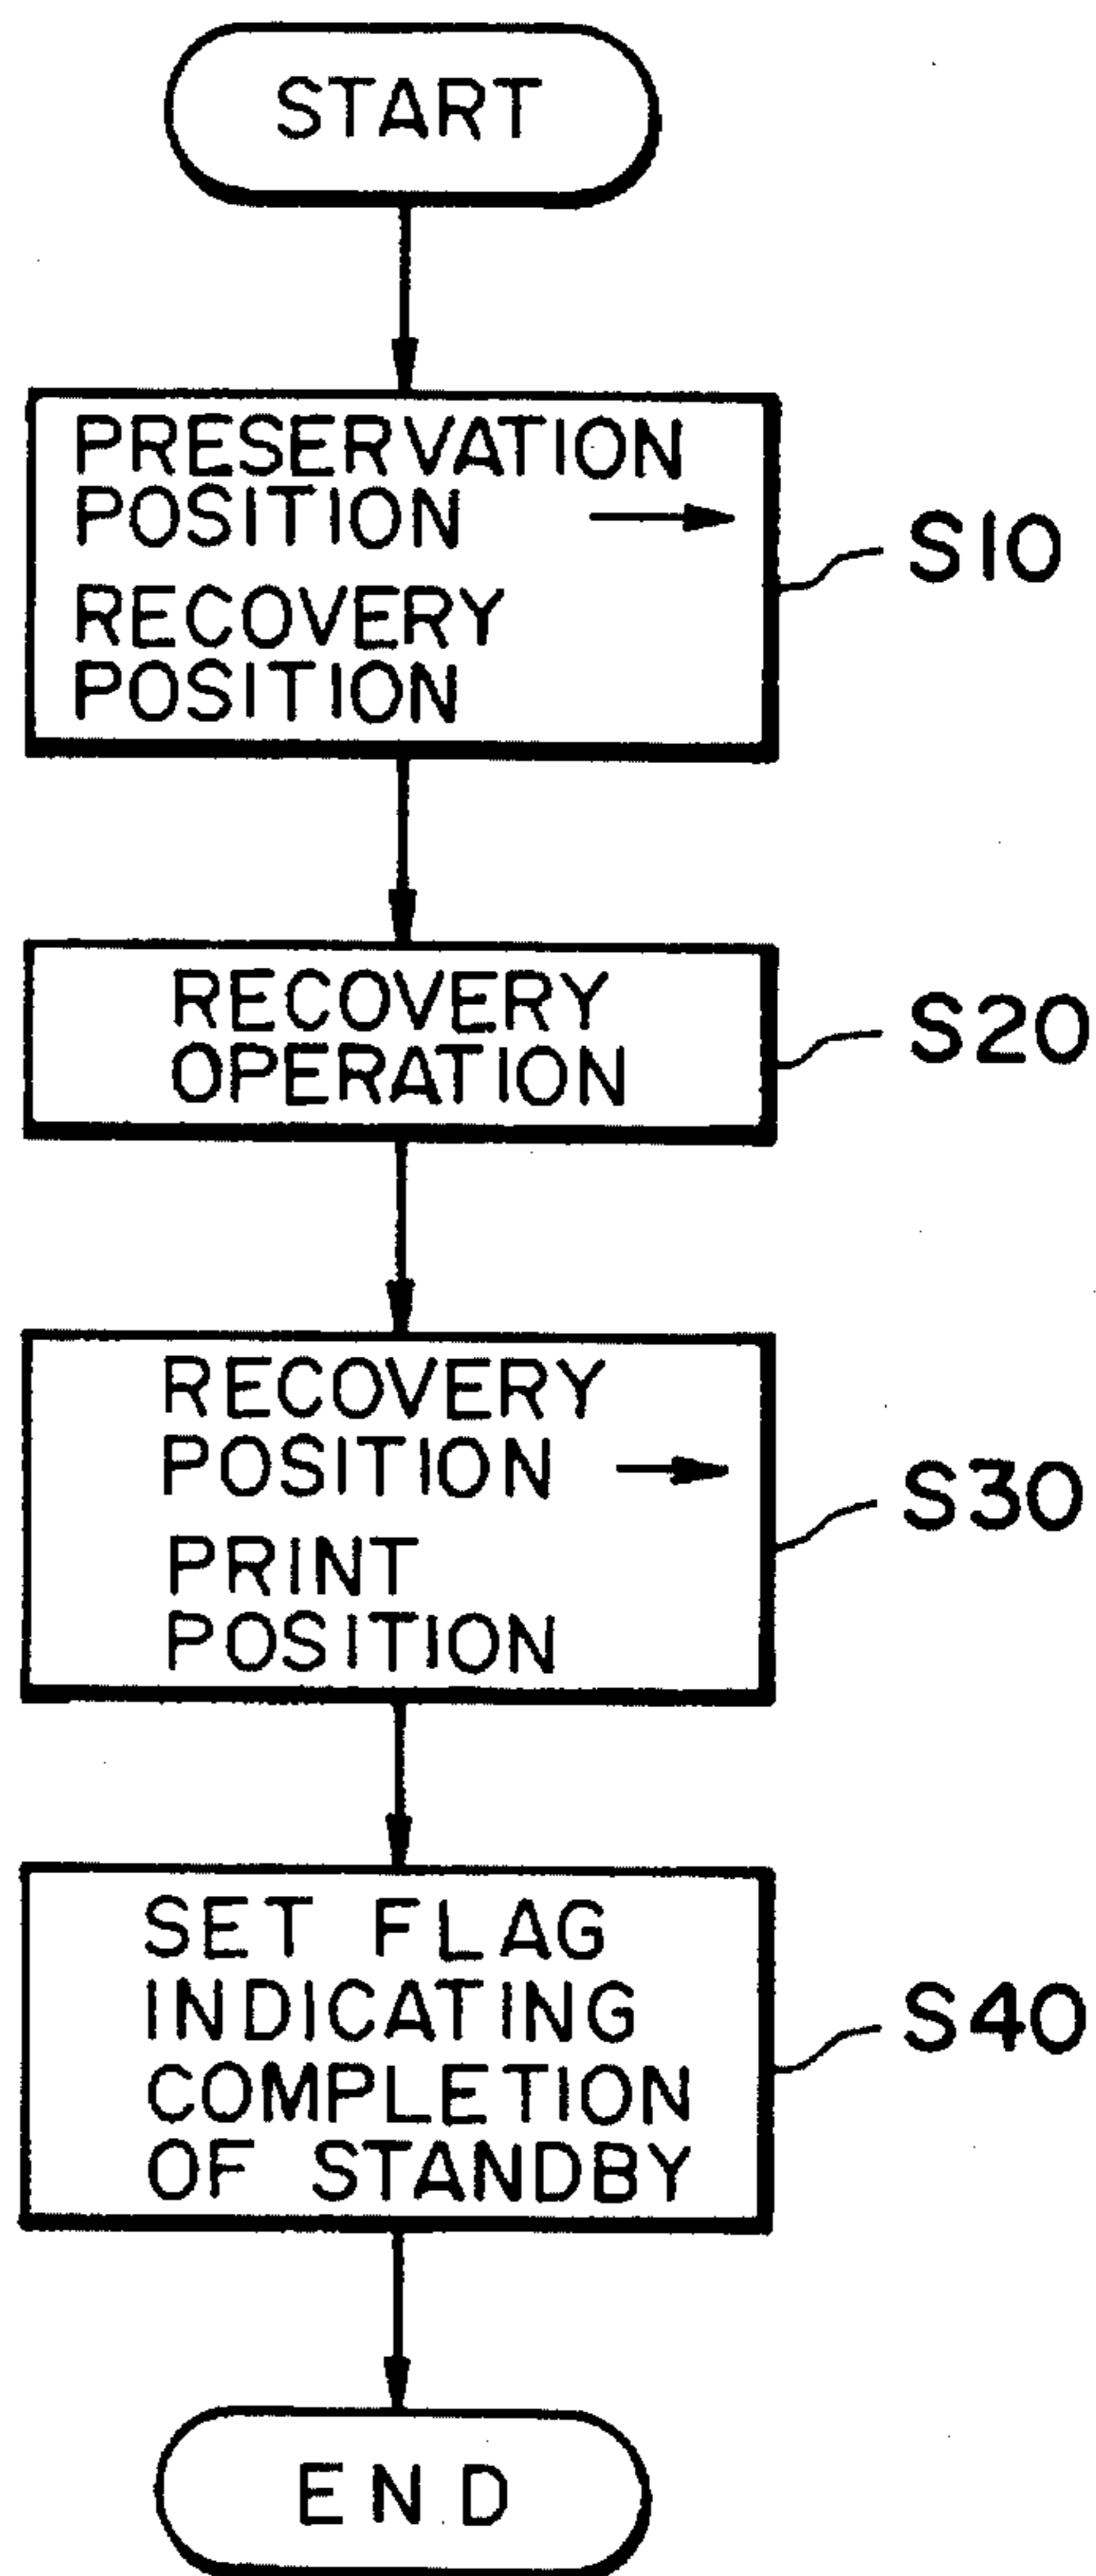 START
PRESERVATION
POSITION →
RECOVERY
POSITION
S10
RECOVERY
OPERATION
S20
RECOVERY
POSITION →
PRINT
POSITION
S30
SET FLAG
INDICATING
COMPLETION
OF STANDBY
S40
END